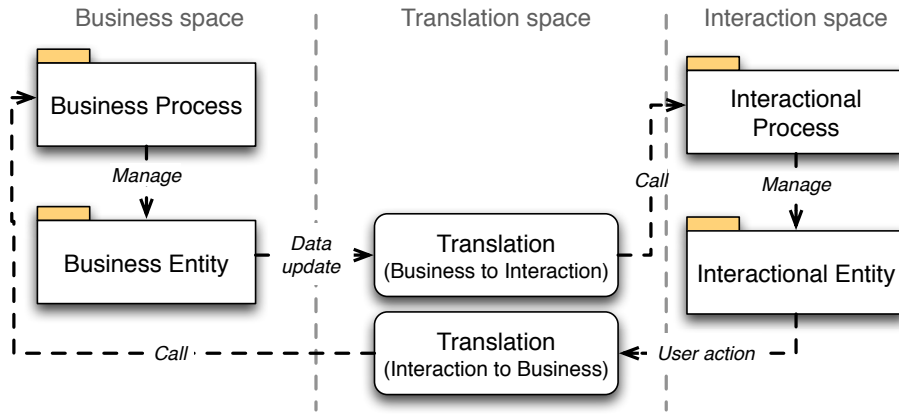 Business space
Translation space
Interaction space
Business Process
Interactional
Process
Manage
Call
Manage
Business Entity
Data
update
Translation
(Business to Interaction)
Interactional Entity
Call
Translation
(Interaction to Business)
User action